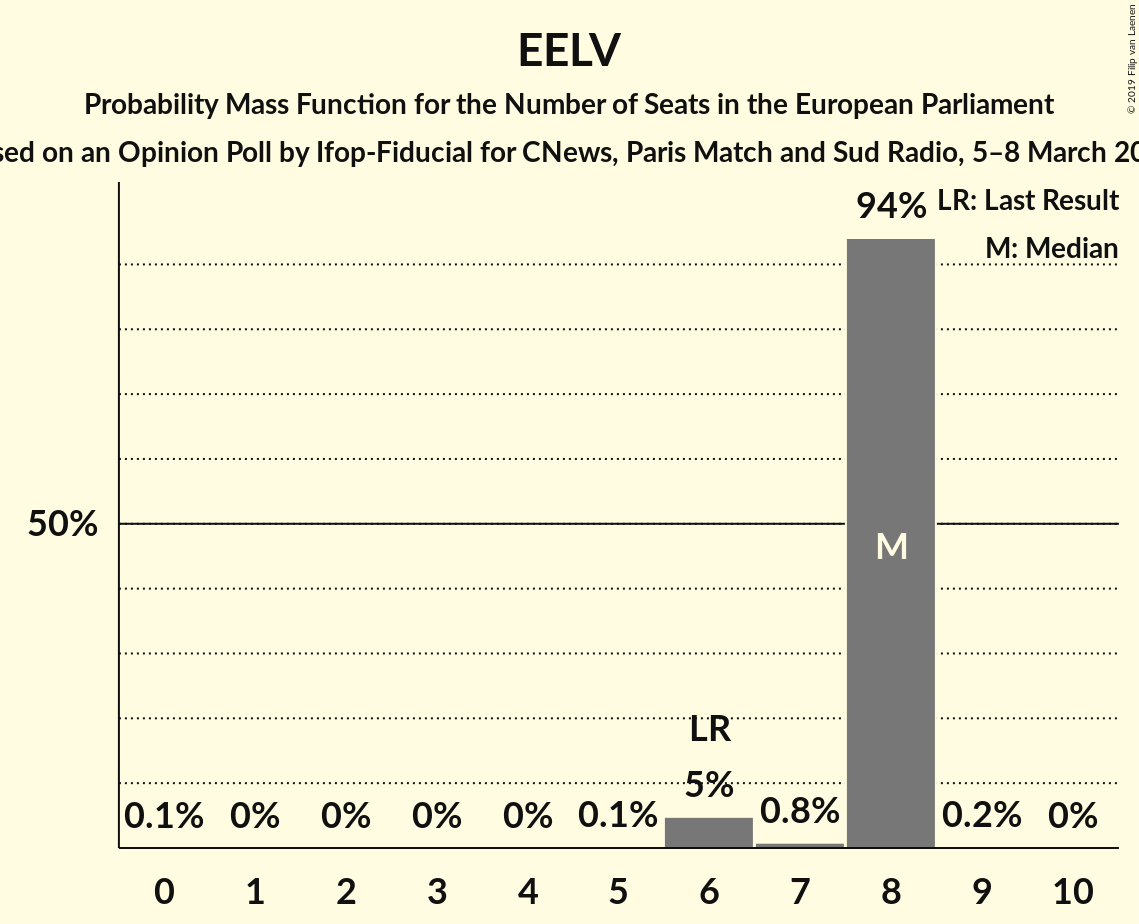 EELV
Probability Mass Function for the Number of Seats in the European Parliament
sed on an Opinion Poll by Ifop-Fiducial for CNews, Paris Match and Sud Radio, 5–8 March 20
© 2019 Filip van Laenen
LR: Last Result
M: Median
94%
50%
M
LR
5%
0.1% 0% 0% 0% 0% 0.1% 0.8% 0.2% 0%
0 1 2 3 4 5 6 7 8 9 10